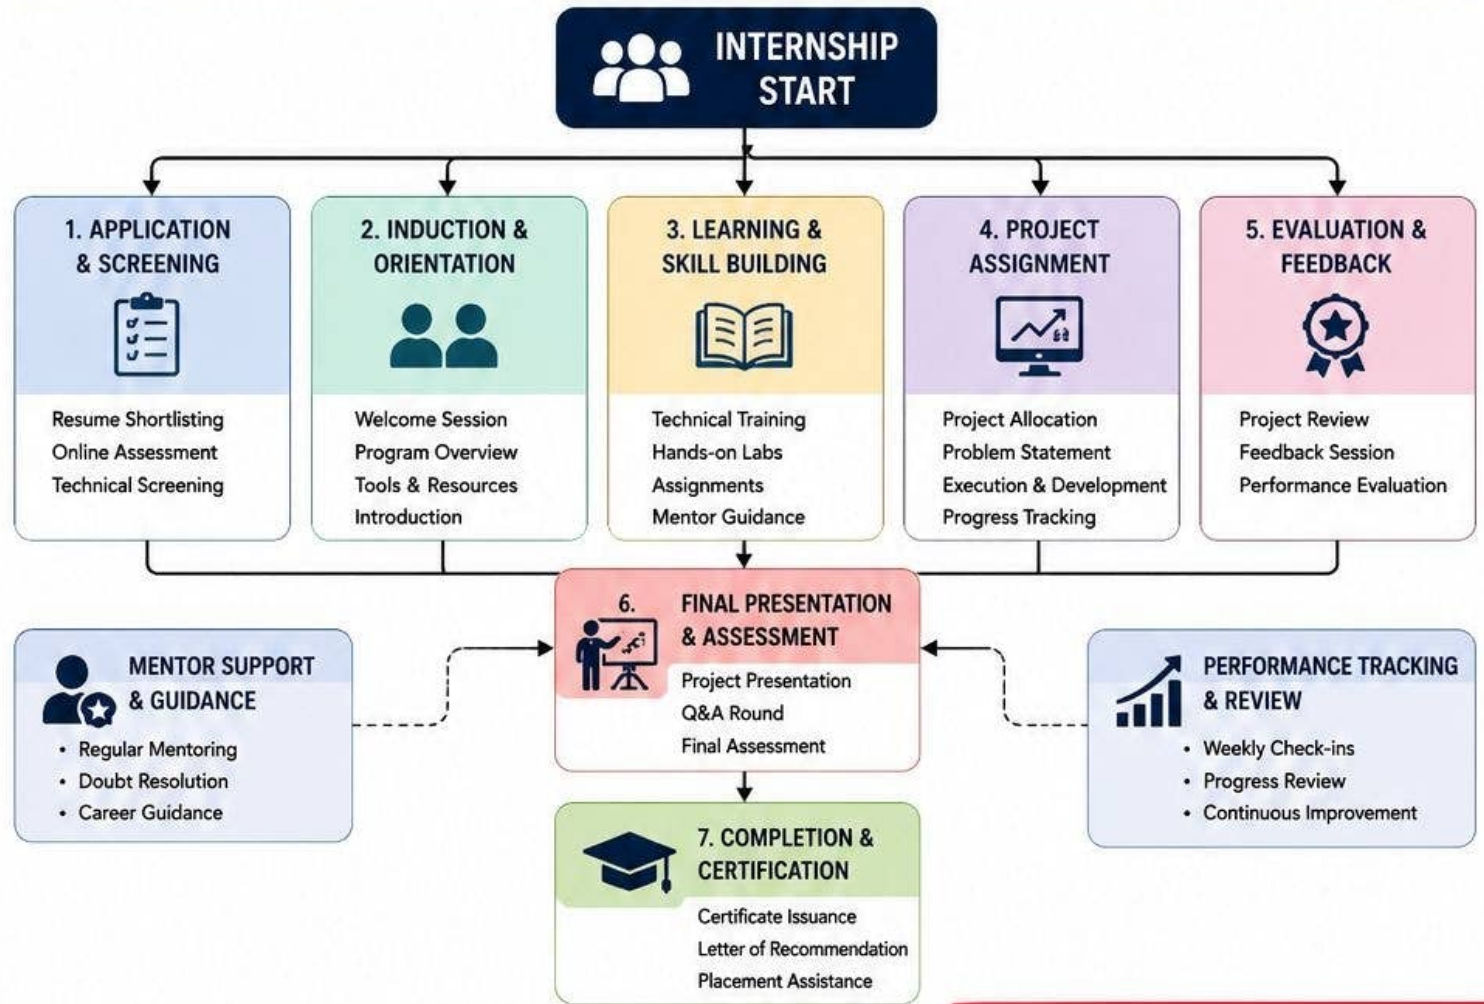 INTERNSHIP
START
1. APPLICATION
& SCREENING
Resume Shortlisting
Online Assessment
Technical Screening
2. INDUCTION &
ORIENTATION
Welcome Session
Program Overview
Tools & Resources
Introduction
3. LEARNING &
SKILL BUILDING
Technical Training
Hands-on Labs
Assignments
Mentor Guidance
4. PROJECT
ASSIGNMENT
Project Allocation
Problem Statement
Execution & Development
Progress Tracking
5. EVALUATION &
FEEDBACK
Project Review
Feedback Session
Performance Evaluation
6. FINAL PRESENTATION
& ASSESSMENT
Project Presentation
Q&A Round
Final Assessment
MENTOR SUPPORT
& GUIDANCE
• Regular Mentoring
• Doubt Resolution
• Career Guidance
PERFORMANCE TRACKING
& REVIEW
• Weekly Check-ins
• Progress Review
• Continuous Improvement
7. COMPLETION &
CERTIFICATION
Certificate Issuance
Letter of Recommendation
Placement Assistance